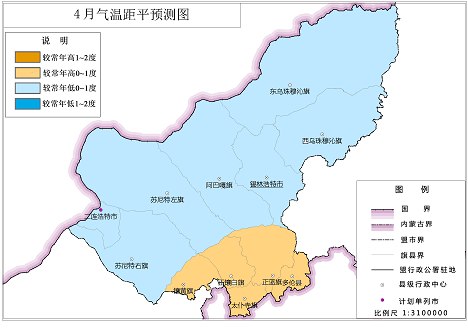 4月气温距平预测图
说 明
较常年高1~2度
较常年高0~1度
较常年低0~1度
较常年低1~2度
东乌珠穆沁旗
西乌珠穆沁旗
锡林浩特市
阿巴嘎旗
苏尼特左旗
二连浩特市
苏尼特右旗
镶黄旗
正镶白旗
正蓝旗
多伦县
太仆寺旗
图 例
国 界
内蒙古界
盟市界
旗县界
盟行政公署驻地
县级行政中心
计划单列市
比例尺 1:3100000